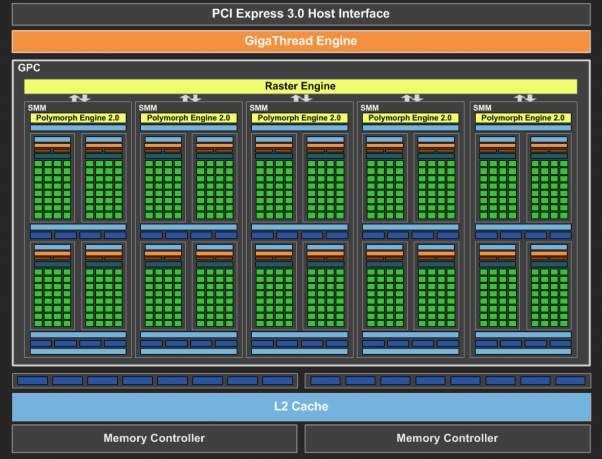 PCI Express 3.0 Host Interface
GigaThread Engine
GPC
Raster Engine
SMM SMM SMM SMM SMM
Polymorph Engine 2.0 Polymorph Engine 2.0 Polymorph Engine 2.0 Polymorph Engine 2.0 Polymorph Engine 2.0
L2 Cache
Memory Controller Memory Controller